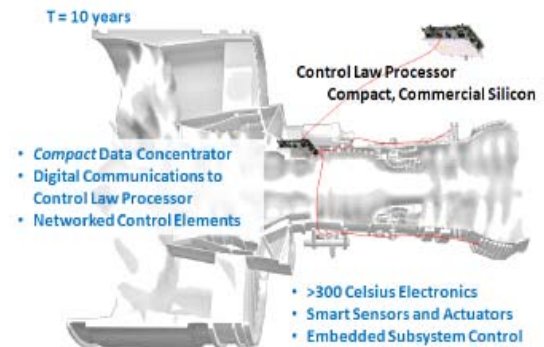 T = 10 years
Control Law Processor
Compact, Commercial Silicon
• Compact Data Concentrator
• Digital Communications to
Control Law Processor
• Networked Control Elements
• >300 Celsius Electronics
• Smart Sensors and Actuators
• Embedded Subsystem Control